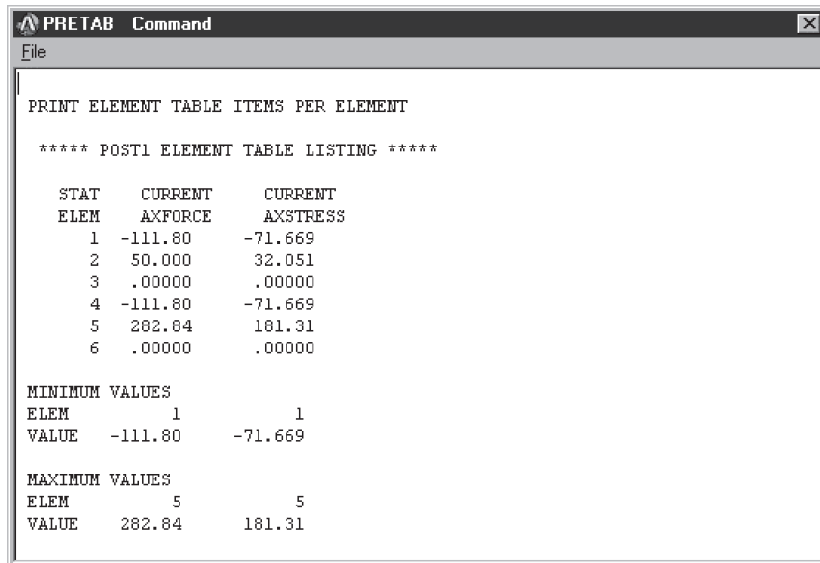 PRETAB Command
File
PRINT ELEMENT TABLE ITEMS PER ELEMENT
***** POST1 ELEMENT TABLE LISTING *****
STAT CURRENT CURRENT
ELEM AXFORCE AXSTRESS
1 -111.80 -71.669
2 50.000 32.051
3 .00000 .00000
4 -111.80 -71.669
5 282.84 181.31
6 .00000 .00000
MINIMUM VALUES
ELEM 1 1
VALUE -111.80 -71.669
MAXIMUM VALUES
ELEM 5 5
VALUE 282.84 181.31